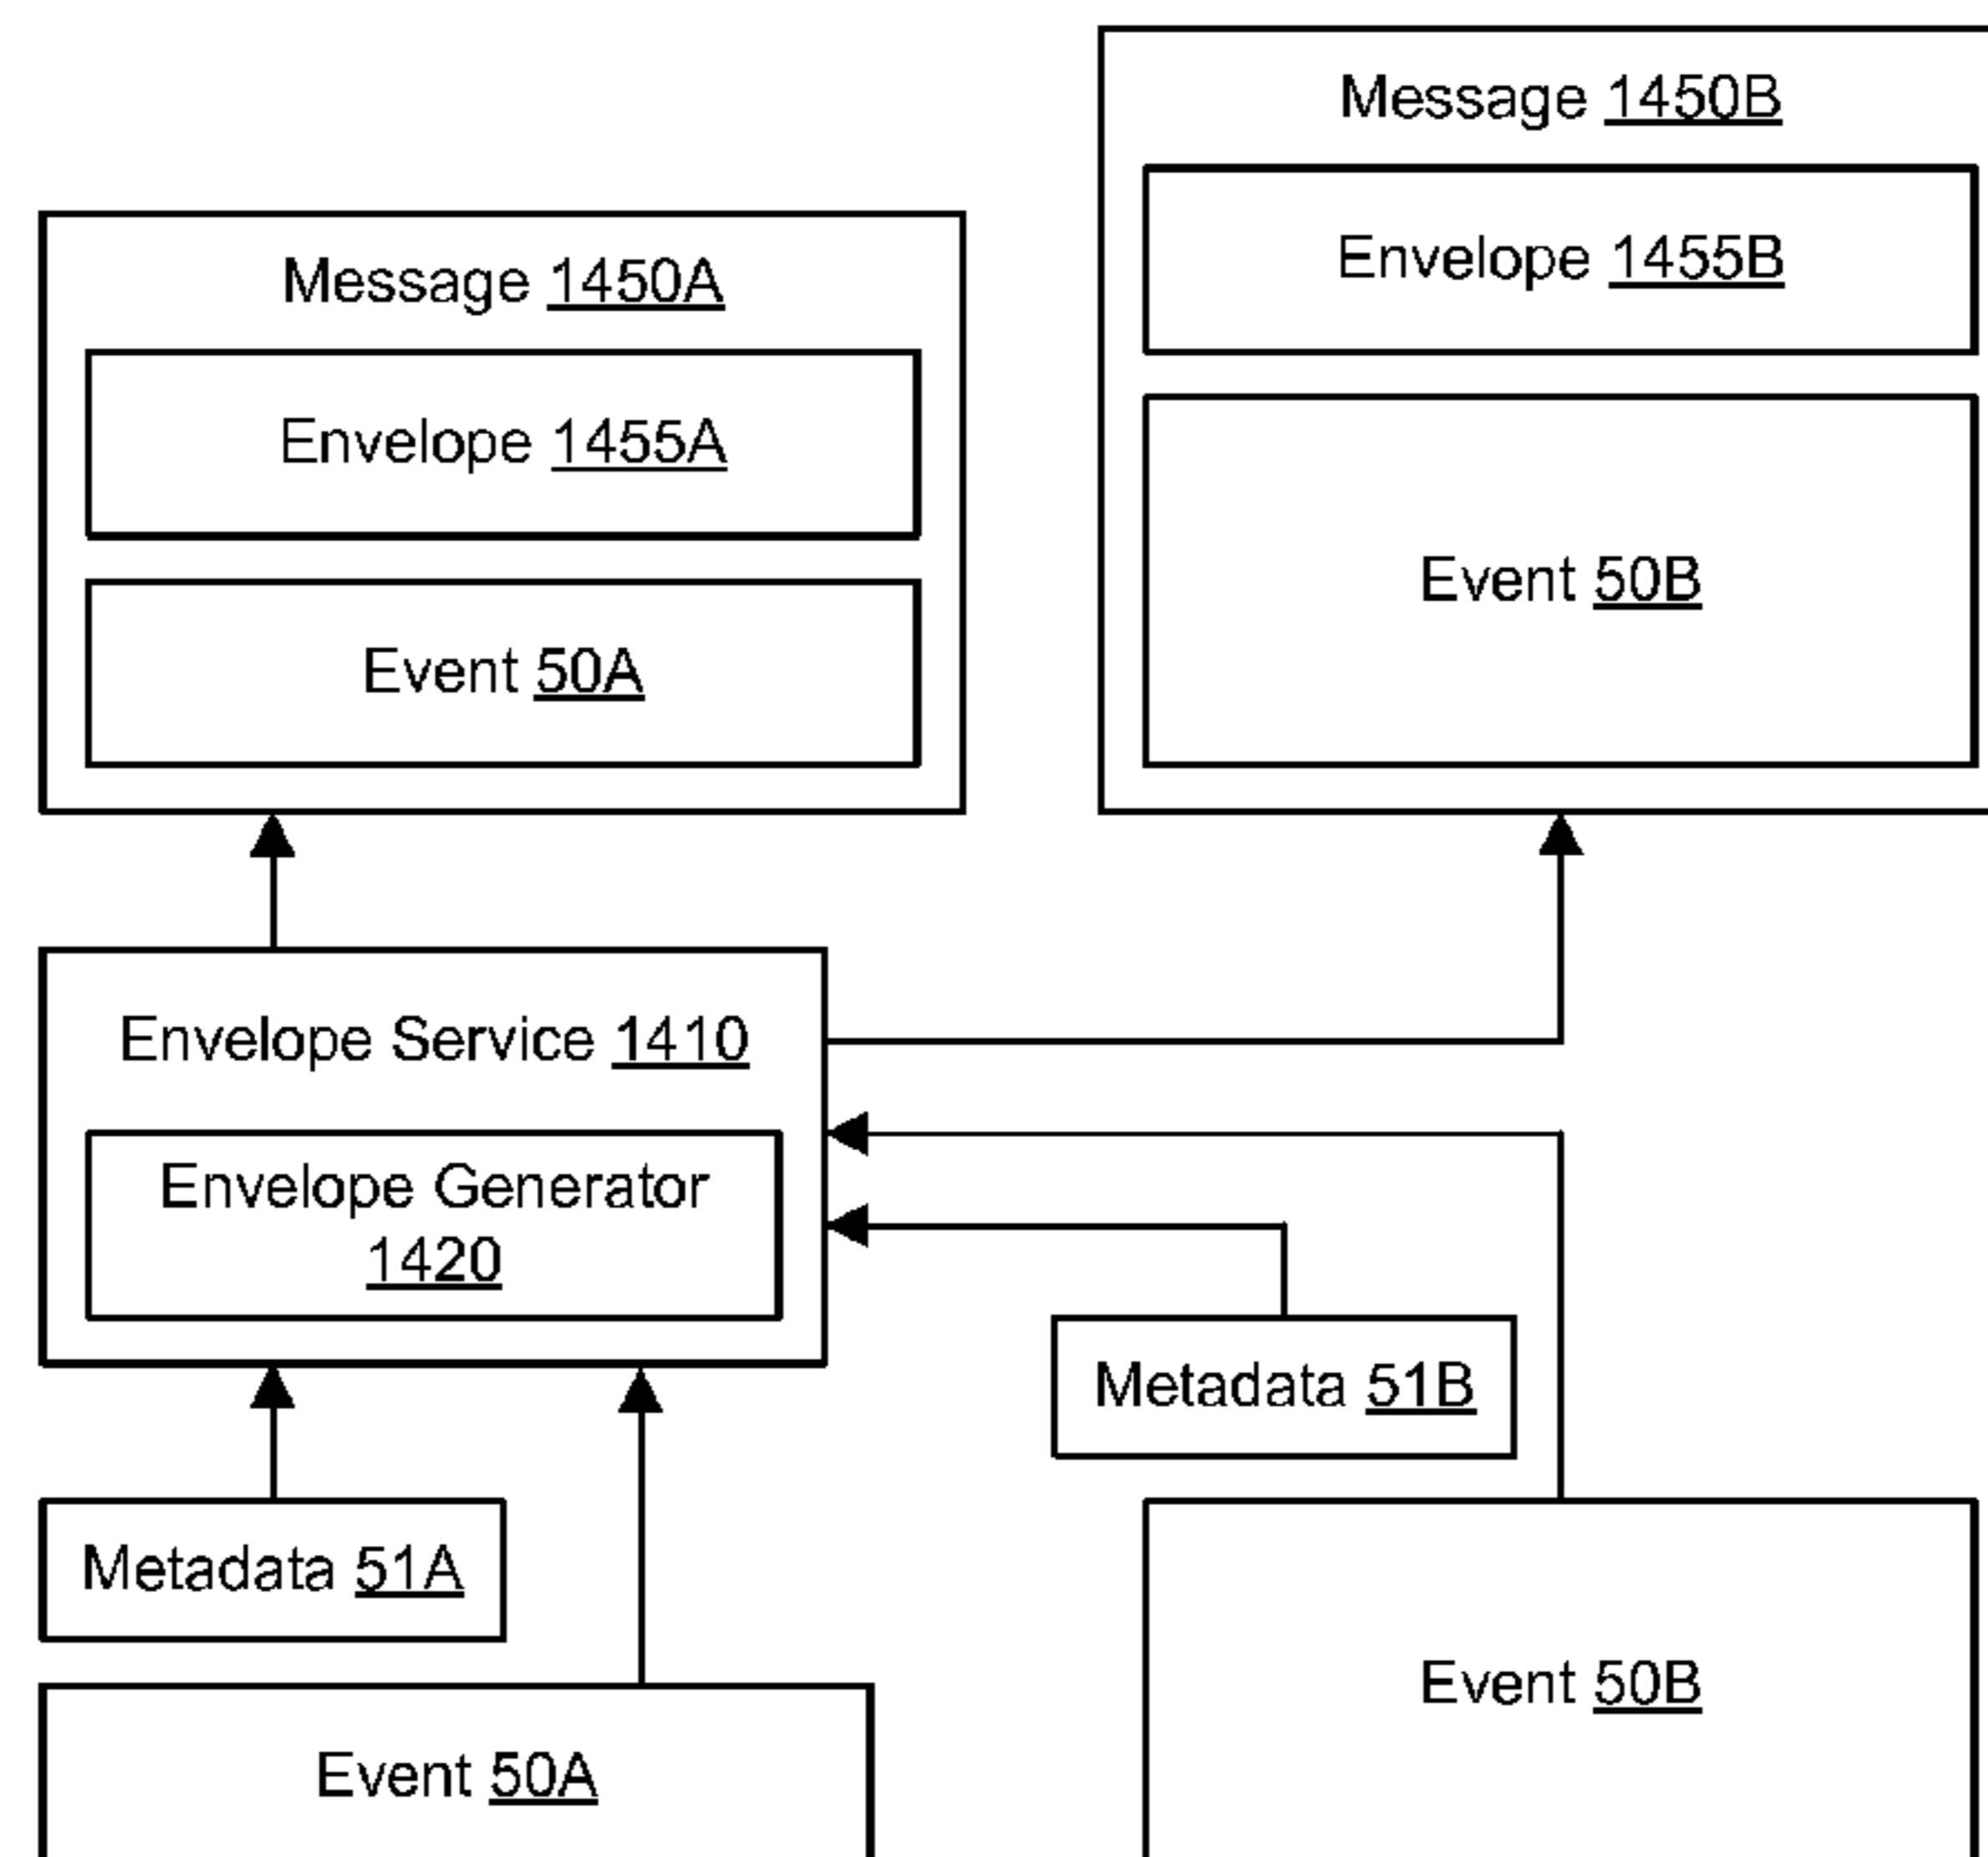 Message 1450B
Envelope 1455B
Event 50B
Message 1450A
Envelope 1455A
Event 50A
Envelope Service 1410
Envelope Generator
1420
Metadata 51B
Metadata 51A
Event 50B
Event 50A